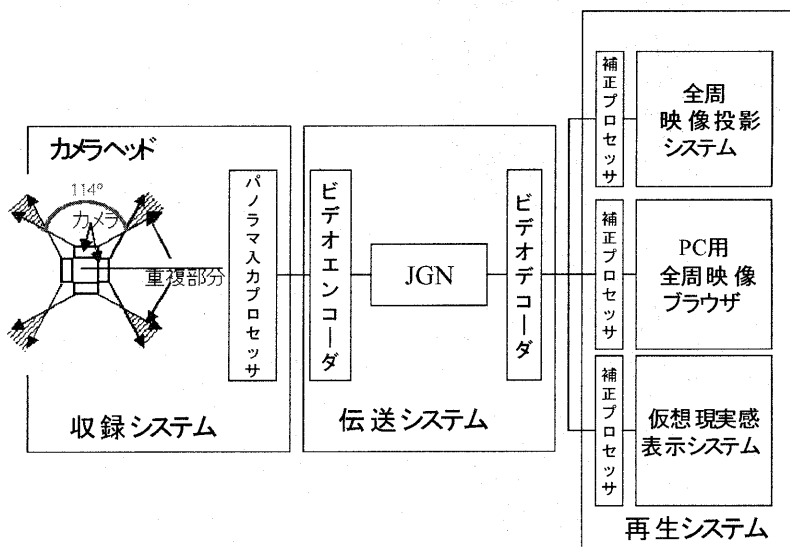 カメラヘッド
114°
カメラ
重複部分
パノラマ入力プロセッサ
収録システム
ビデオエンコーダ
JGN
ビデオデコーダ
伝送システム
補正プロセッサ
全周
映像投影
システム
補正プロセッサ
PC用
全周映像
ブラウザ
補正プロセッサ
仮想現実感
表示システム
再生システム